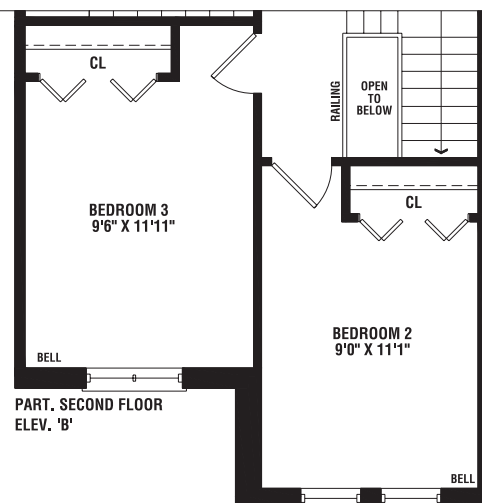 CL
RAILING
OPEN
TO
BELOW
CL
BEDROOM 3
9'6" X 11'11"
BEDROOM 2
9'0" X 11'1"
BELL
PART. SECOND FLOOR
ELEV. 'B'
BELL